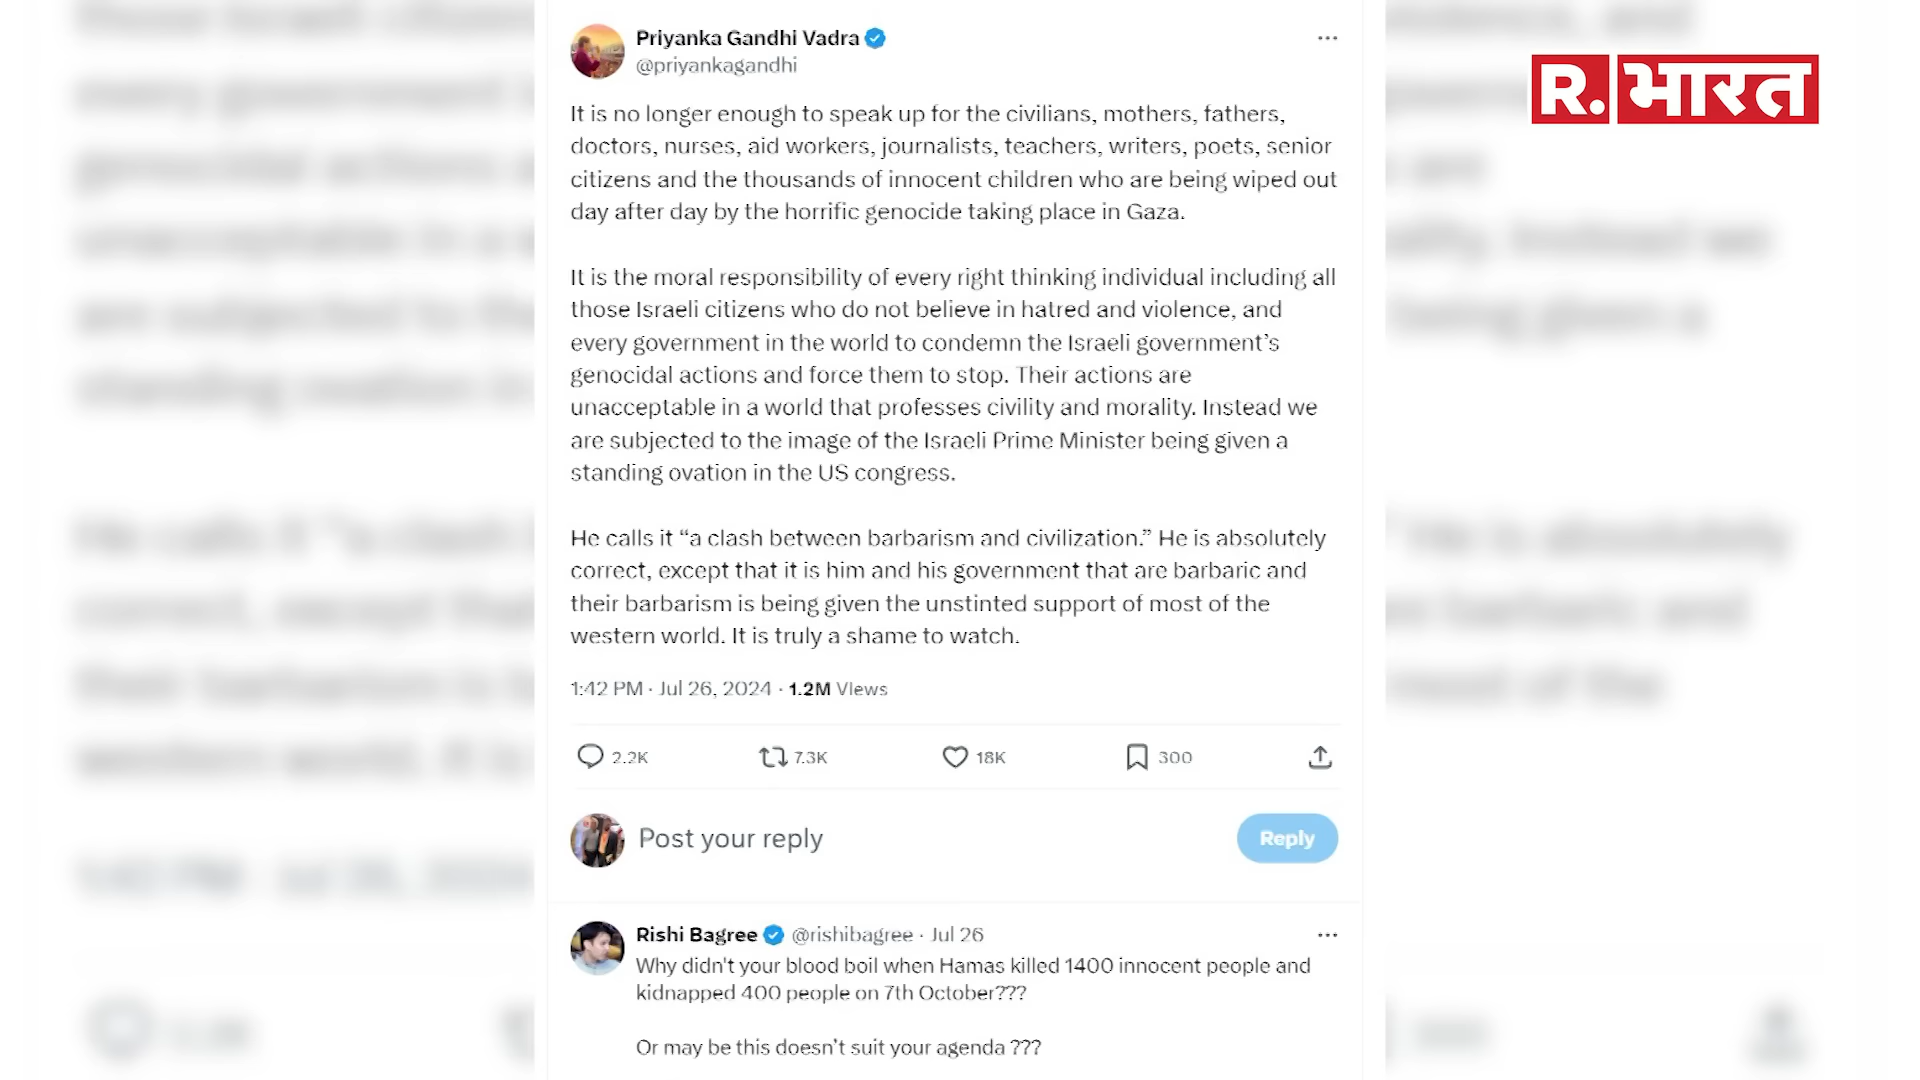 Priyanka Gandhi Vadra
@priyankagandhi
R. भारत
It is no longer enough to speak up for the civilians, mothers, fathers,
doctors, nurses, aid workers, journalists, teachers, writers, poets, senior
citizens and the thousands of innocent children who are being wiped out
day after day by the horrific genocide taking place in Gaza.
It is the moral responsibility of every right thinking individual including all
those Israeli citizens who do not believe in hatred and violence, and
every government in the world to condemn the Israeli government’s
genocidal actions and force them to stop. Their actions are
unacceptable in a world that professes civility and morality. Instead we
are subjected to the image of the Israeli Prime Minister being given a
standing ovation in the US congress.
He calls it “a clash between barbarism and civilization.” He is absolutely
correct, except that it is him and his government that are barbaric and
their barbarism is being given the unstinted support of most of the
western world. It is truly a shame to watch.
1:42 PM · Jul 26, 2024 · 1.2M Views
2.2K 7.3K 18K 300
Post your reply
Reply
Rishi Bagree @rishibagree · Jul 26
Why didn't your blood boil when Hamas killed 1400 innocent people and
kidnapped 400 people on 7th October???
Or may be this doesn’t suit your agenda ???